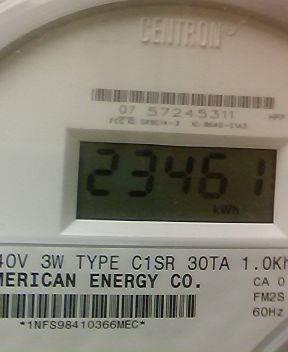 CENTRON
07 57245311
23461
kWh
40V 3W TYPE C1SR 30TA 1.0Kh
MERICAN ENERGY CO.
CA 0
FM2S
60Hz
*1NFS98410366MEC*